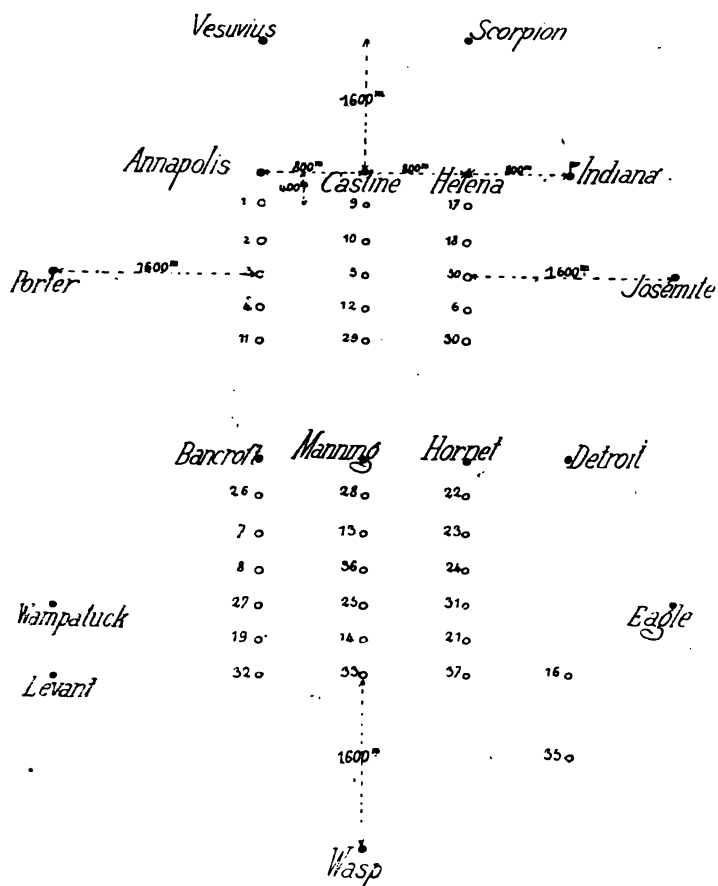 Vesuvius Scorpion
1600m
Annapolis 800m Castine 800m Helena 800m Indiana
400m
1 9 17
2 10 18
Porter 1600m 3 5 30 1600m Josemite
4 12 6
11 29 30
Bancroft Manning Hornet Detroit
26 28 22
7 13 23
8 36 24
Wampatuck 27 25 31 Eagle
19 14 21
Levant 32 33 37 16
1600m 35
Wasp